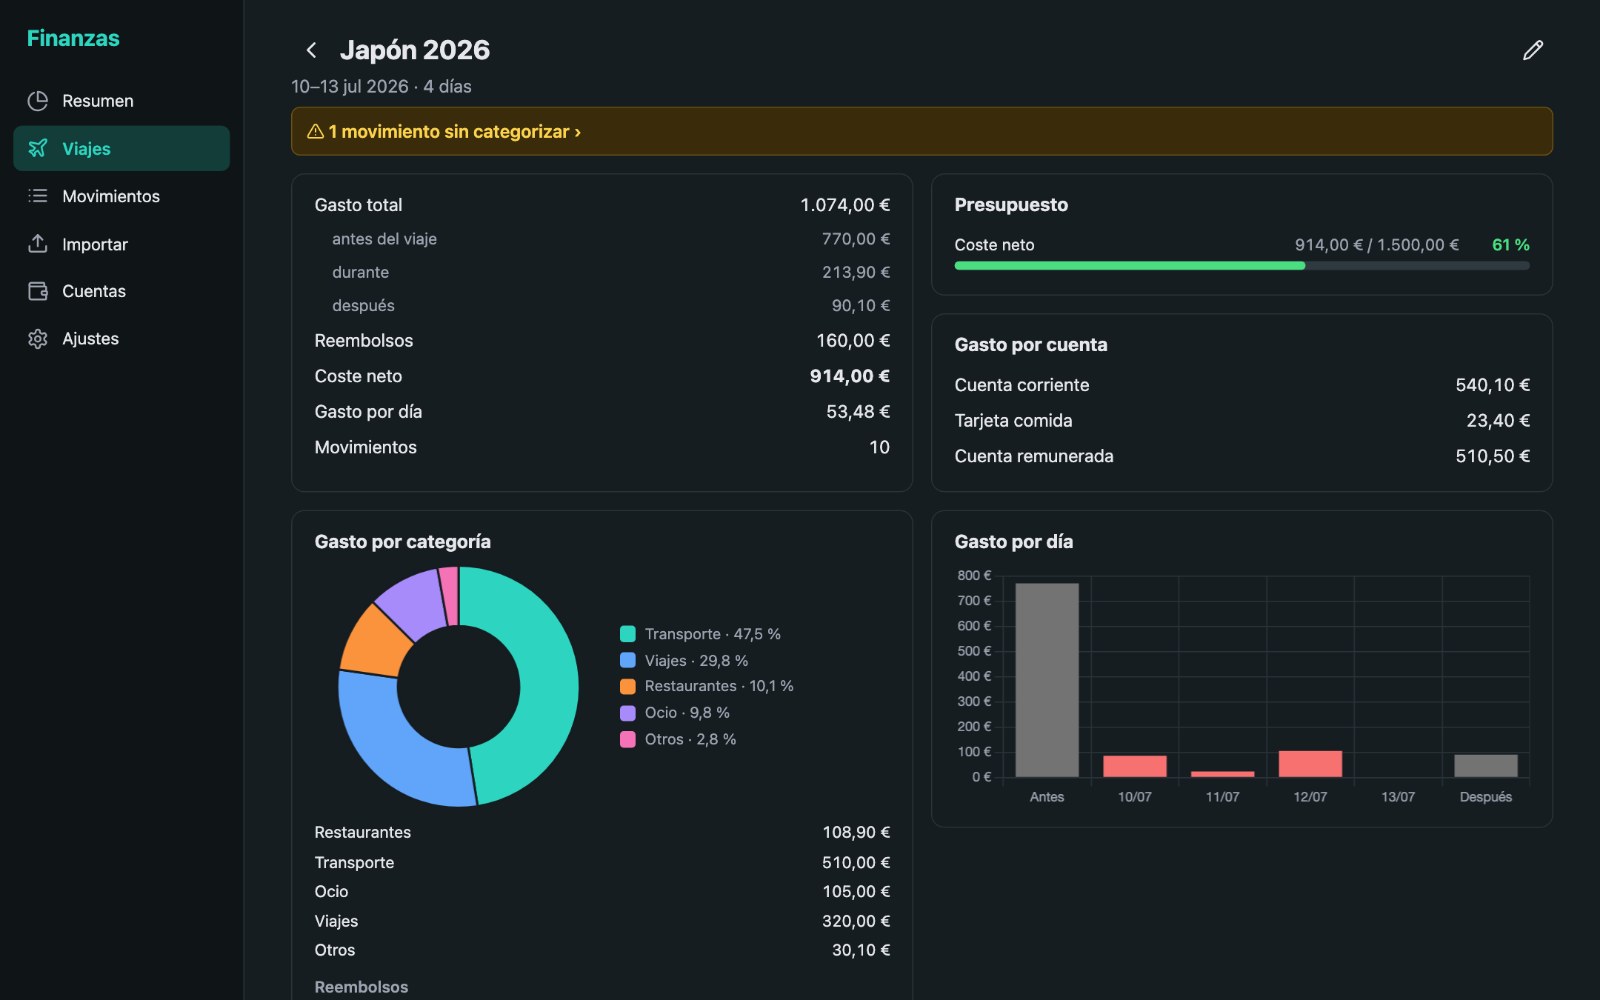 Finanzas
Resumen
Viajes
Movimientos
Importar
Cuentas
Ajustes
Japón 2026
10–13 jul 2026 · 4 días
1 movimiento sin categorizar ›
Gasto total 1.074,00 €
antes del viaje 770,00 €
durante 213,90 €
después 90,10 €
Reembolsos 160,00 €
Coste neto 914,00 €
Gasto por día 53,48 €
Movimientos 10
Presupuesto
Coste neto 914,00 € / 1.500,00 € 61 %
Gasto por cuenta
Cuenta corriente 540,10 €
Tarjeta comida 23,40 €
Cuenta remunerada 510,50 €
Gasto por categoría
Transporte · 47,5 %
Viajes · 29,8 %
Restaurantes · 10,1 %
Ocio · 9,8 %
Otros · 2,8 %
Restaurantes 108,90 €
Transporte 510,00 €
Ocio 105,00 €
Viajes 320,00 €
Otros 30,10 €
Reembolsos
Gasto por día
800 €
700 €
600 €
500 €
400 €
300 €
200 €
100 €
0 €
Antes 10/07 11/07 12/07 13/07 Después